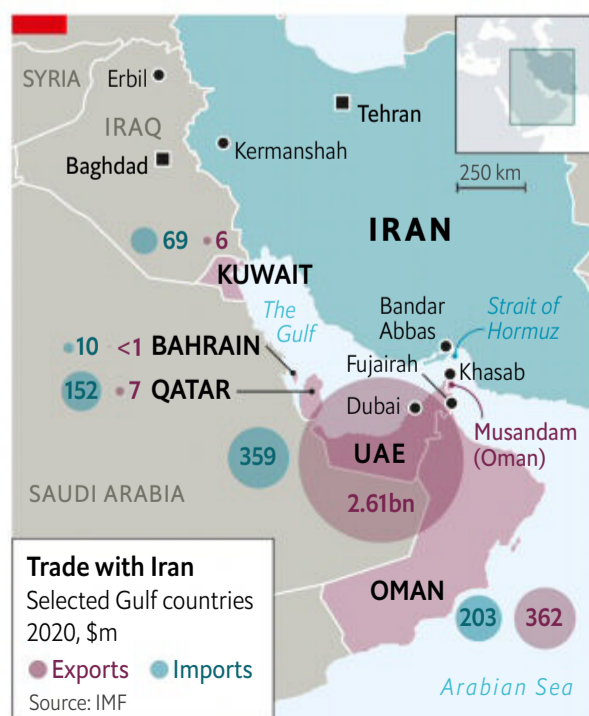 SYRIA
Erbil
Tehran
IRAQ
Kermanshah
Baghdad
250 km
IRAN
69 6
KUWAIT
The
Gulf
Bandar
Abbas
Strait of
Hormuz
10 <1 BAHRAIN
Fujairah
Khasab
152 7 QATAR
Dubai
Musandam
(Oman)
359
UAE
2.61bn
SAUDI ARABIA
OMAN
203 362
Arabian Sea
Trade with Iran
Selected Gulf countries
2020, $m
Exports Imports
Source: IMF